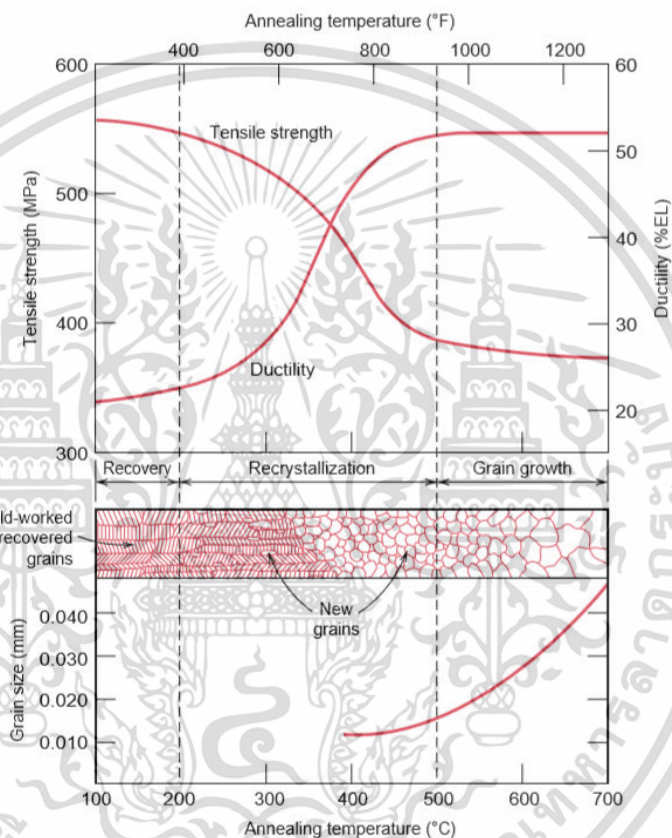 Annealing temperature (°F)
400 600 800 1000 1200
600
500
400
300
Tensile strength (MPa)
60
50
40
30
20
Ductility (%EL)
Tensile strength
Ductility
Recovery Recrystallization Grain growth
ld-worked
recovered
grains
New
grains
0.040
0.030
0.020
0.010
Grain size (mm)
100 200 300 400 500 600 700
Annealing temperature (°C)